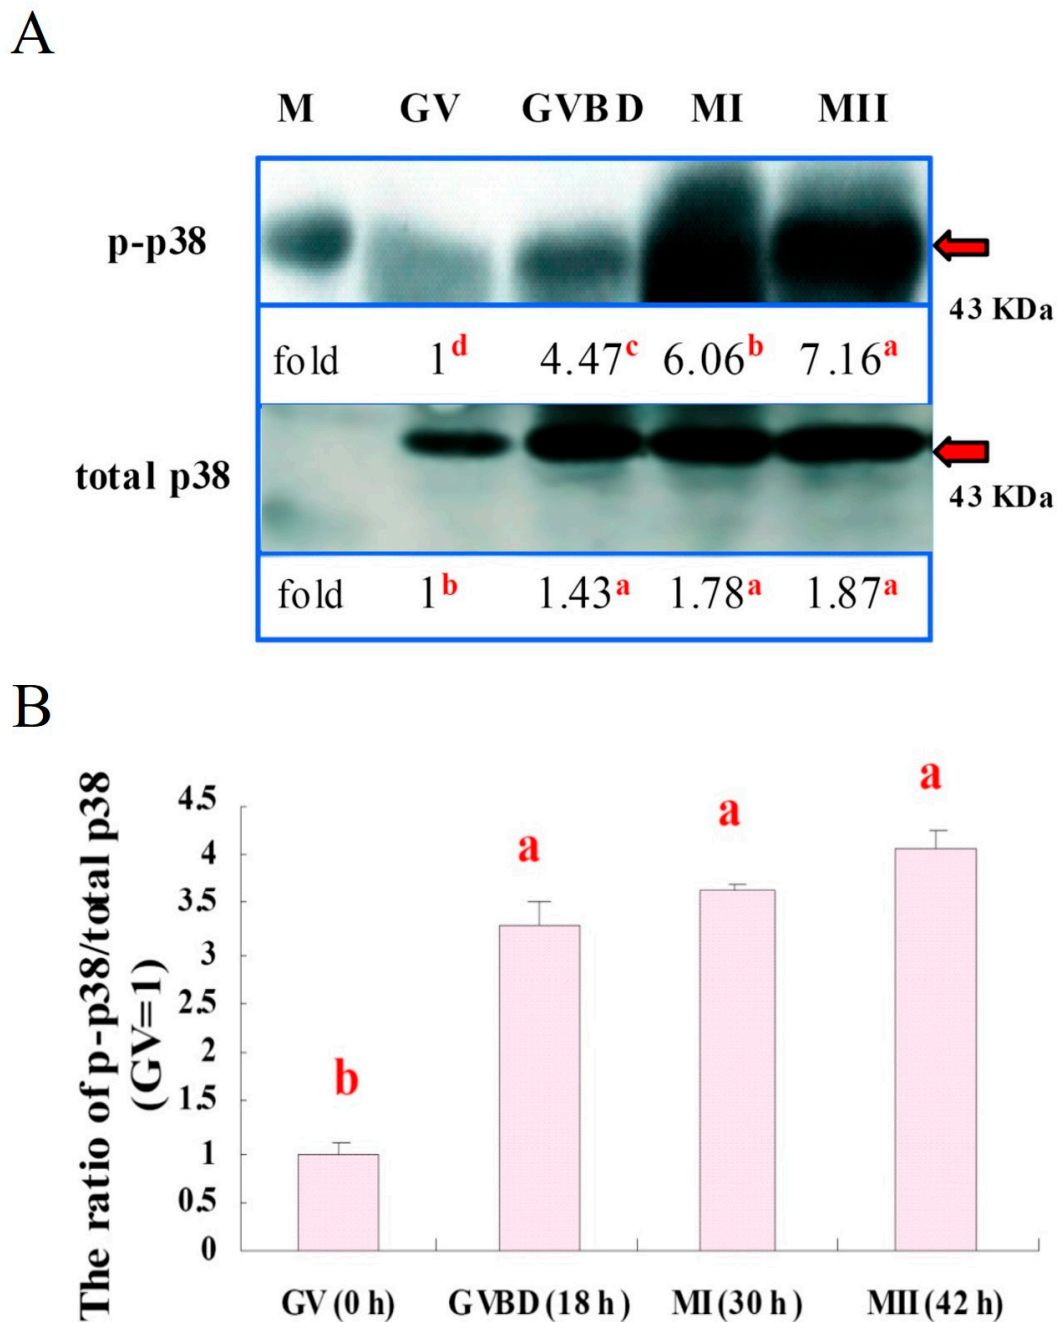 A
M GV GVBD MI MII
p-p38
43 KDa
fold 1d 4.47c 6.06b 7.16a
total p38
43 KDa
fold 1b 1.43a 1.78a 1.87a
B
The ratio of p-p38/total p38
(GV=1)
4.5
4
3.5
3
2.5
2
1.5
1
0.5
0
b
a
a
a
GV (0 h) GVBD (18 h) MI (30 h) MII (42 h)